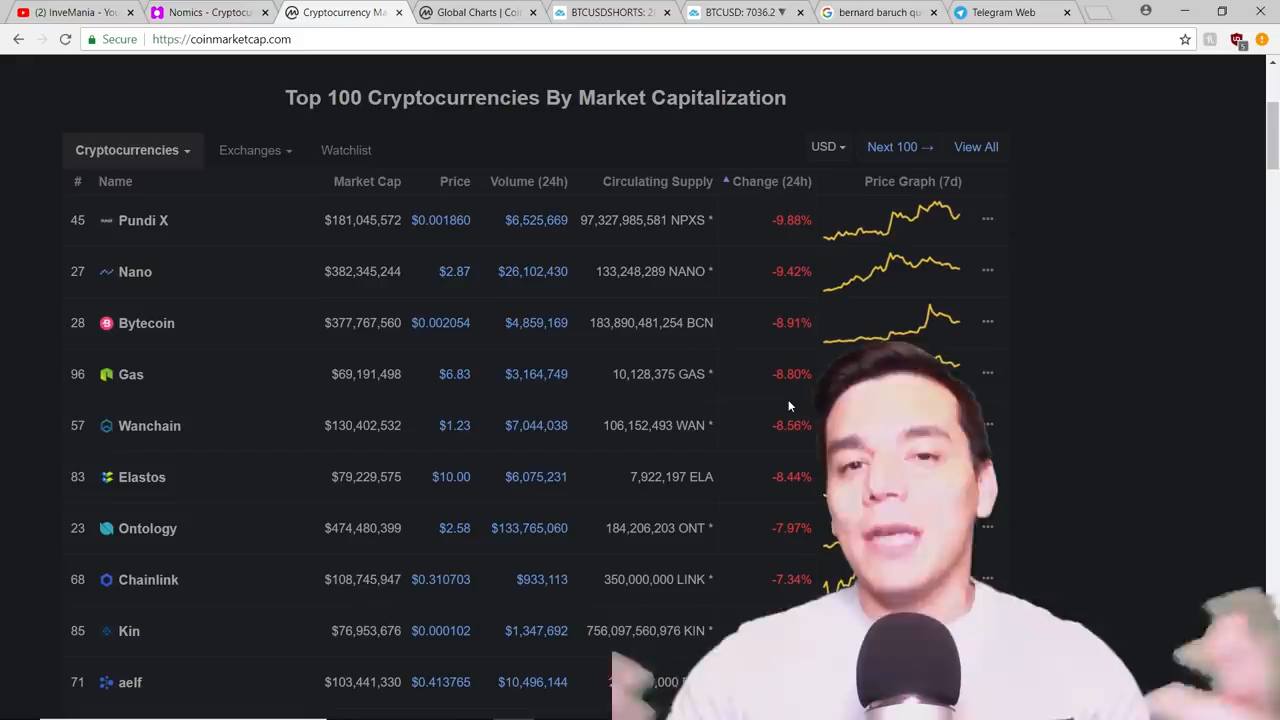 (2) InveMania - You
Nomics - Cryptocu
Cryptocurrency Ma
Global Charts | Coi
BTCUSDSHORTS: 28
BTCUSD: 7036.2 ▼
bernard baruch qu
Telegram Web
Secure https://coinmarketcap.com
5
Top 100 Cryptocurrencies By Market Capitalization
Cryptocurrencies Exchanges Watchlist USD Next 100 → View All
# Name Market Cap Price Volume (24h) Circulating Supply Change (24h) Price Graph (7d)
45 Pundi X $181,045,572 $0.001860 $6,525,669 97,327,985,581 NPXS * -9.88%
27 Nano $382,345,244 $2.87 $26,102,430 133,248,289 NANO * -9.42%
28 Bytecoin $377,767,560 $0.002054 $4,859,169 183,890,481,254 BCN -8.91%
96 Gas $69,191,498 $6.83 $3,164,749 10,128,375 GAS * -8.80%
57 Wanchain $130,402,532 $1.23 $7,044,038 106,152,493 WAN * -8.56%
83 Elastos $79,229,575 $10.00 $6,075,231 7,922,197 ELA -8.44%
23 Ontology $474,480,399 $2.58 $133,765,060 184,206,203 ONT * -7.97%
68 Chainlink $108,745,947 $0.310703 $933,113 350,000,000 LINK * -7.34%
85 Kin $76,953,676 $0.000102 $1,347,692 756,097,560,976 KIN *
71 aelf $103,441,330 $0.413765 $10,496,144